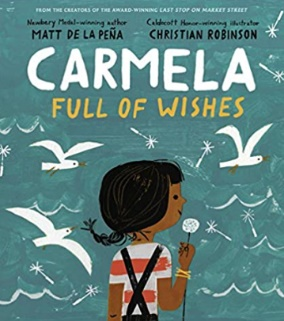 FROM THE CREATORS OF THE AWARD-WINNING LAST STOP ON MARKET STREET
Newbery Medal-winning author Caldecott Honor-winning illustrator
MATT DE LA PEÑA CHRISTIAN ROBINSON
CARMELA
FULL OF WISHES